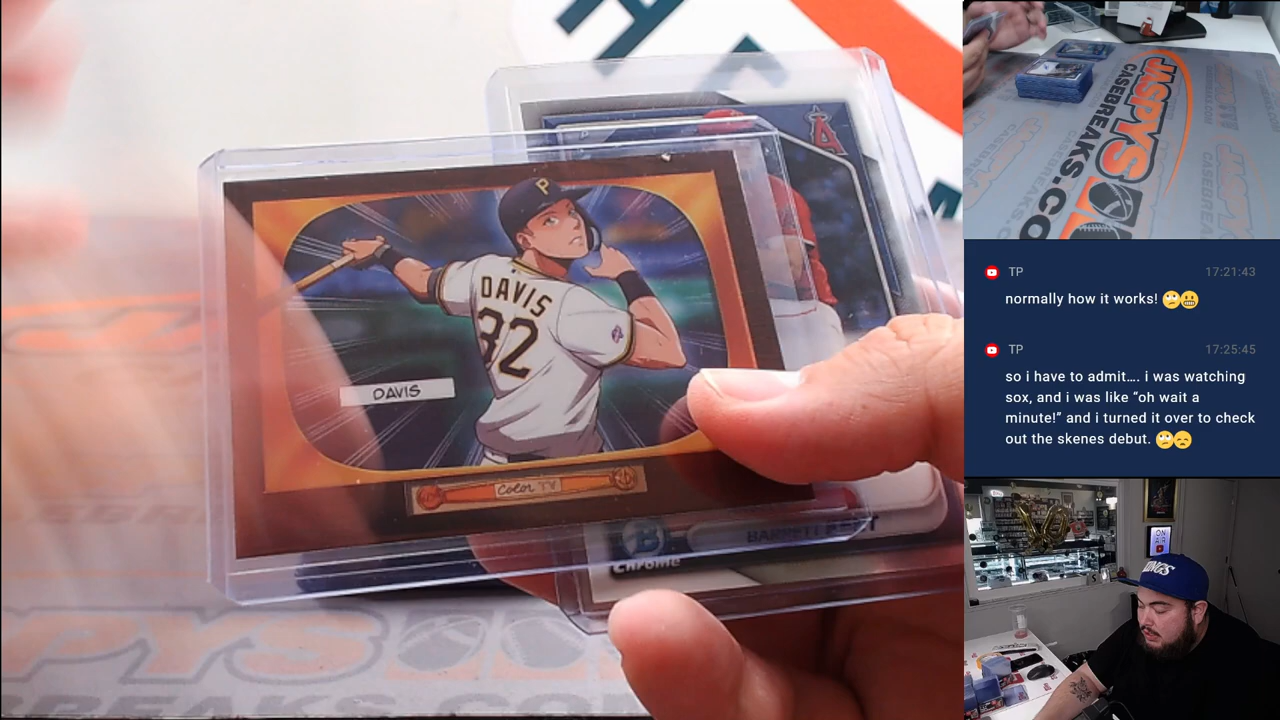 P
DAVIS
32
DAVIS
Color TV
A
B
Chrome
JASPYS
CASEBREAKS.CO
TP 17:21:43
normally how it works! 🙄😬
TP 17:25:45
so i have to admit.... i was watching
sox, and i was like “oh wait a
minute!” and i turned it over to check
out the skenes debut. 🙄😞
ON
AIR